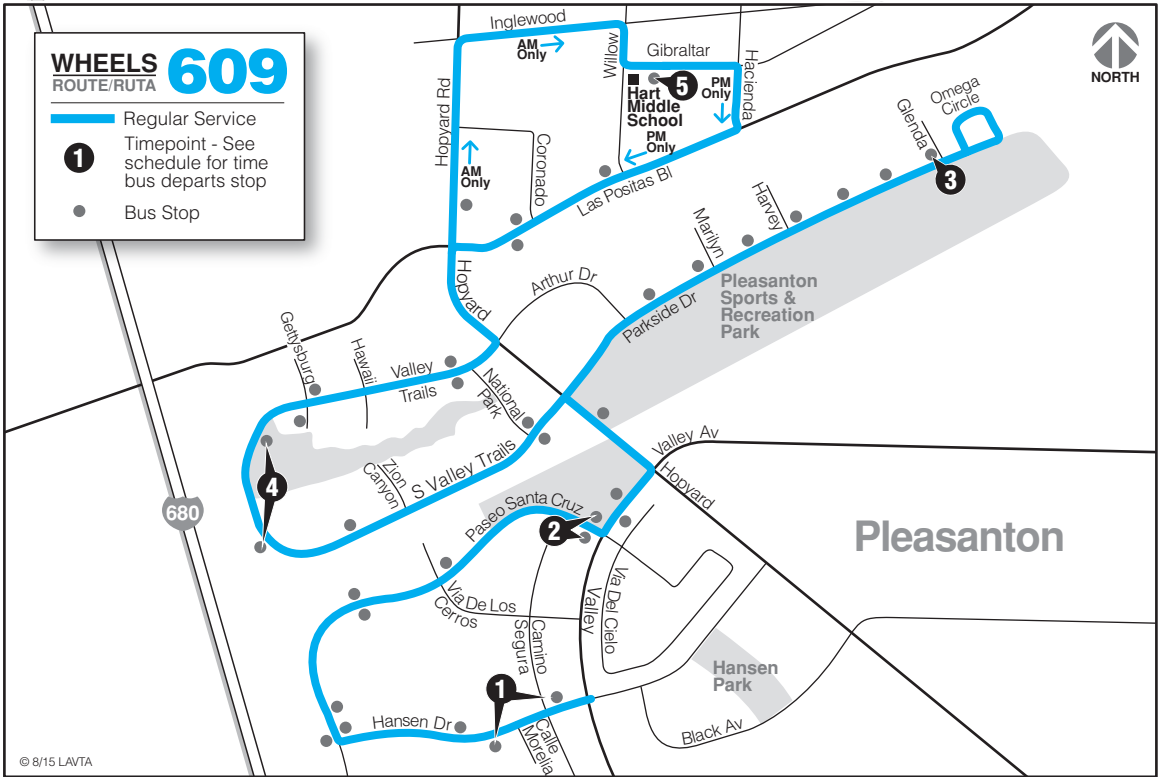 WHEELS
ROUTE/RUTA
609
Regular Service
1
Timepoint - See
schedule for time
bus departs stop
Bus Stop
NORTH
Inglewood
AM
Only
Willow
Gibraltar
Hacienda
Hopyard Rd
5
Hart
Middle
School
PM
Only
PM
Only
Coronado
AM
Only
Las Positas Bl
Omega
Circle
Glenda
3
Harvey
Marilyn
Hopyard
Arthur Dr
Parkside Dr
Pleasanton
Sports &
Recreation
Park
Gettysburg
Hawaii
Valley
Trails
National
Park
4
Zion
Canyon
S Valley Trails
680
Valley Av
Hopyard
Paseo Santa Cruz
2
Pleasanton
Via De Los
Cerros
Camino
Segura
Valley
Via Del Cielo
Hansen
Park
1
Hansen Dr
Calle
Morelia
Black Av
© 8/15 LAVTA